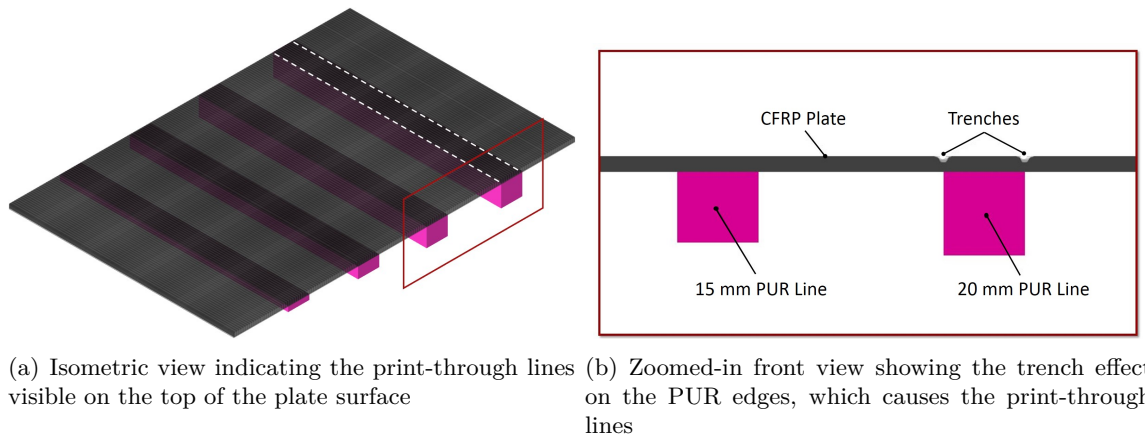 CFRP Plate
Trenches
15 mm PUR Line
20 mm PUR Line
(a) Isometric view indicating the print-through lines
visible on the top of the plate surface
(b) Zoomed-in front view showing the trench effect
on the PUR edges, which causes the print-through
lines